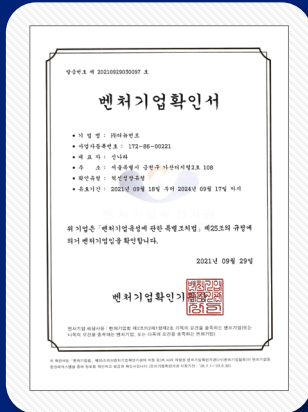 발급번호 제 20210929030097 호
벤처기업확인서
• 기 업 명 : ㈜더뉴번호
• 사업자등록번호 : 172-86-00221
• 대 표 자 : 신나라
• 주 소 : 서울특별시 금천구 가산디지털2로 108
• 확인유형 : 혁신성장유형
• 유효기간 : 2021년 09월 18일 부터 2024년 09월 17일 까지
위 기업은 「벤처기업육성에 관한 특별조치법」 제25조의 규정에
의거 벤처기업임을 확인합니다.
2021년 09월 29일
벤처기업확인기관장